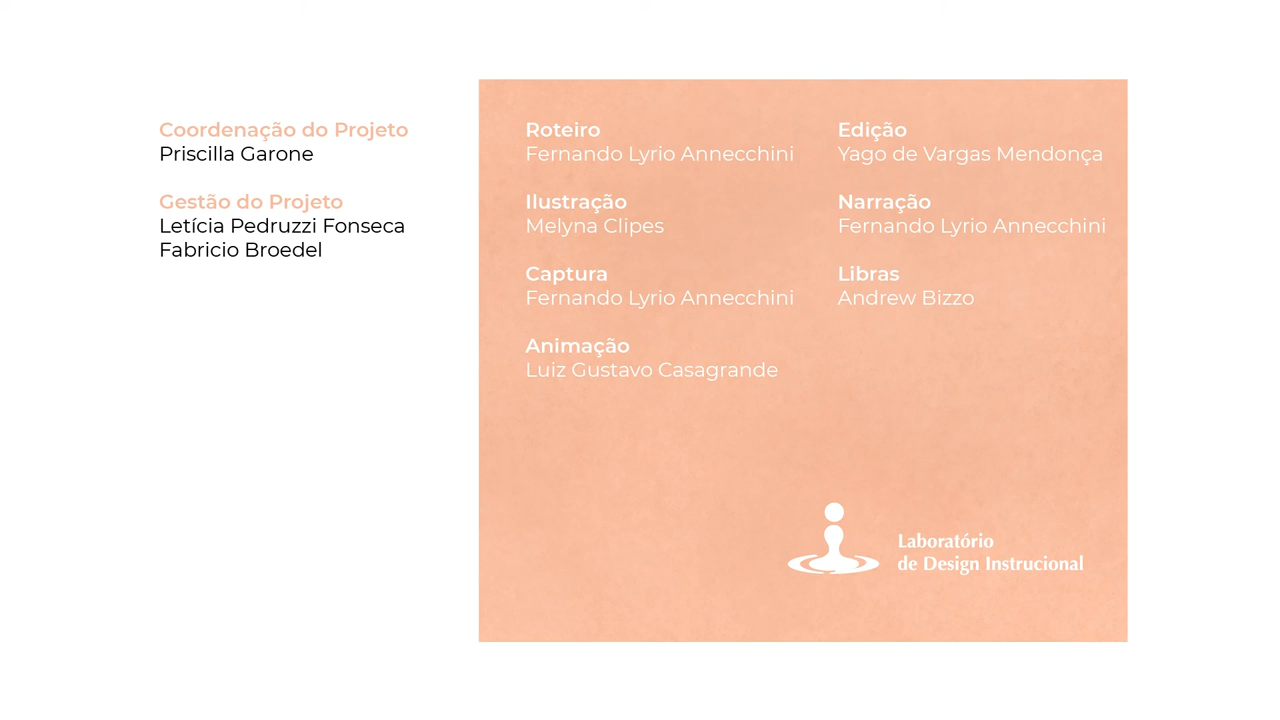 Coordenação do Projeto
Priscilla Garone
Gestão do Projeto
Letícia Pedruzzi Fonseca
Fabricio Broedel
Roteiro
Fernando Lyrio Annecchini
Ilustração
Melyna Clipes
Captura
Fernando Lyrio Annecchini
Animação
Luiz Gustavo Casagrande
Edição
Yago de Vargas Mendonça
Narração
Fernando Lyrio Annecchini
Libras
Andrew Bizzo
Laboratório
de Design Instrucional